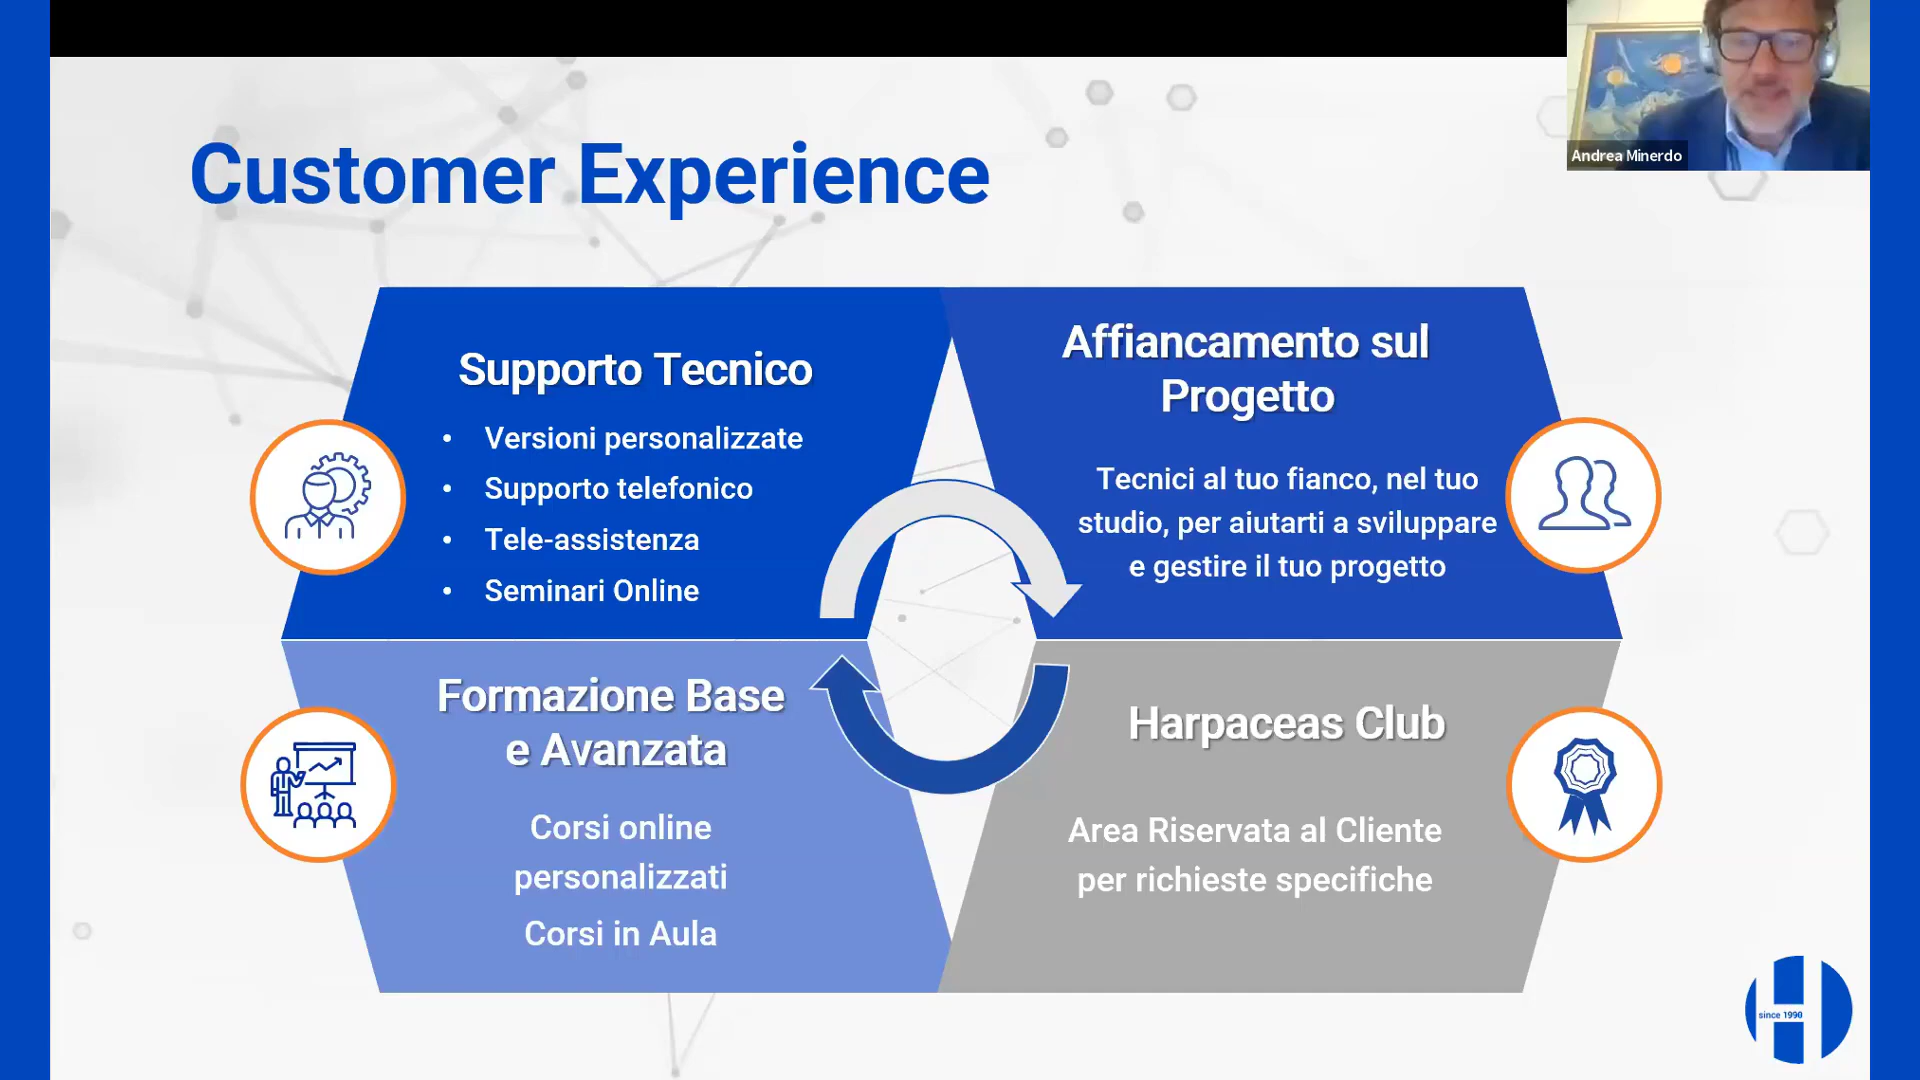 Andrea Minerdo
Customer Experience
Supporto Tecnico
• Versioni personalizzate
• Supporto telefonico
• Tele-assistenza
• Seminari Online
Affiancamento sul
Progetto
Tecnici al tuo fianco, nel tuo
studio, per aiutarti a sviluppare
e gestire il tuo progetto
Formazione Base
e Avanzata
Corsi online
personalizzati
Corsi in Aula
Harpaceas Club
Area Riservata al Cliente
per richieste specifiche
since 1990